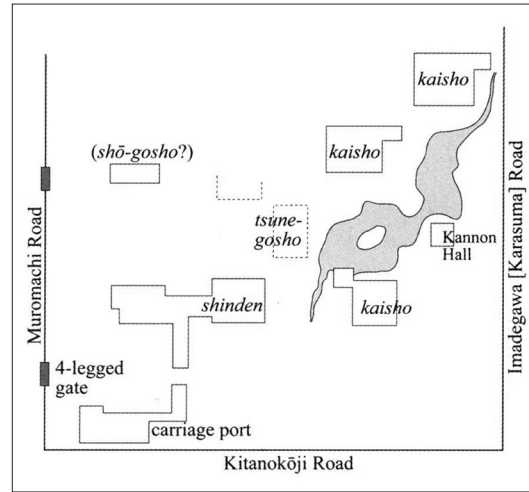 kaisho
(shō-gosho?)
kaisho
tsune-
gosho
Kannon
Hall
kaisho
shinden
Muromachi Road
Imadegawa [Karasuma] Road
4-legged
gate
carriage port
Kitanokōji Road